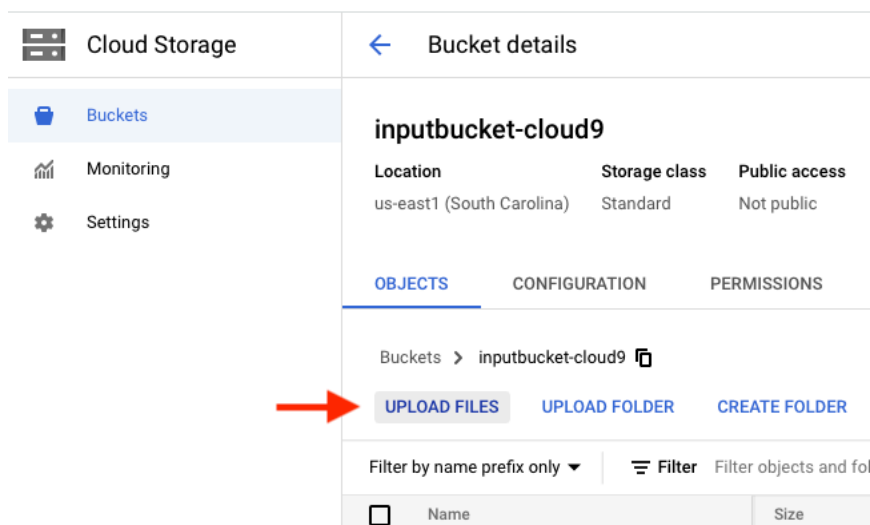 Cloud Storage
Bucket details
Buckets
Monitoring
Settings
inputbucket-cloud9
Location Storage class Public access
us-east1 (South Carolina) Standard Not public
OBJECTS CONFIGURATION PERMISSIONS
Buckets inputbucket-cloud9
UPLOAD FILES UPLOAD FOLDER CREATE FOLDER
Filter by name prefix only Filter Filter objects and
Name Size